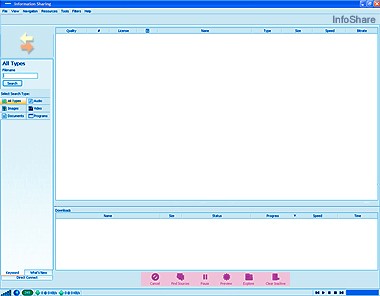 Information Sharing
File View Navigation Resources Tools Filters Help
InfoShare
Quality # License Name Type Size Speed Bitrate
All Types
Filename
Search
Select Search Type:
All Types Audio
Images Video
Documents Programs
Downloads
Name Size Status Progress Speed Time
Keyword What's New
Direct Connect
Cancel Find Sources Pause Preview Explore Clear Inactive